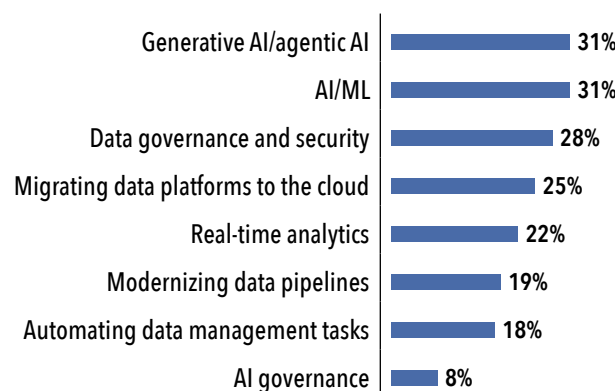 Generative AI/agentic AI 31%
AI/ML 31%
Data governance and security 28%
Migrating data platforms to the cloud 25%
Real-time analytics 22%
Modernizing data pipelines 19%
Automating data management tasks 18%
AI governance 8%